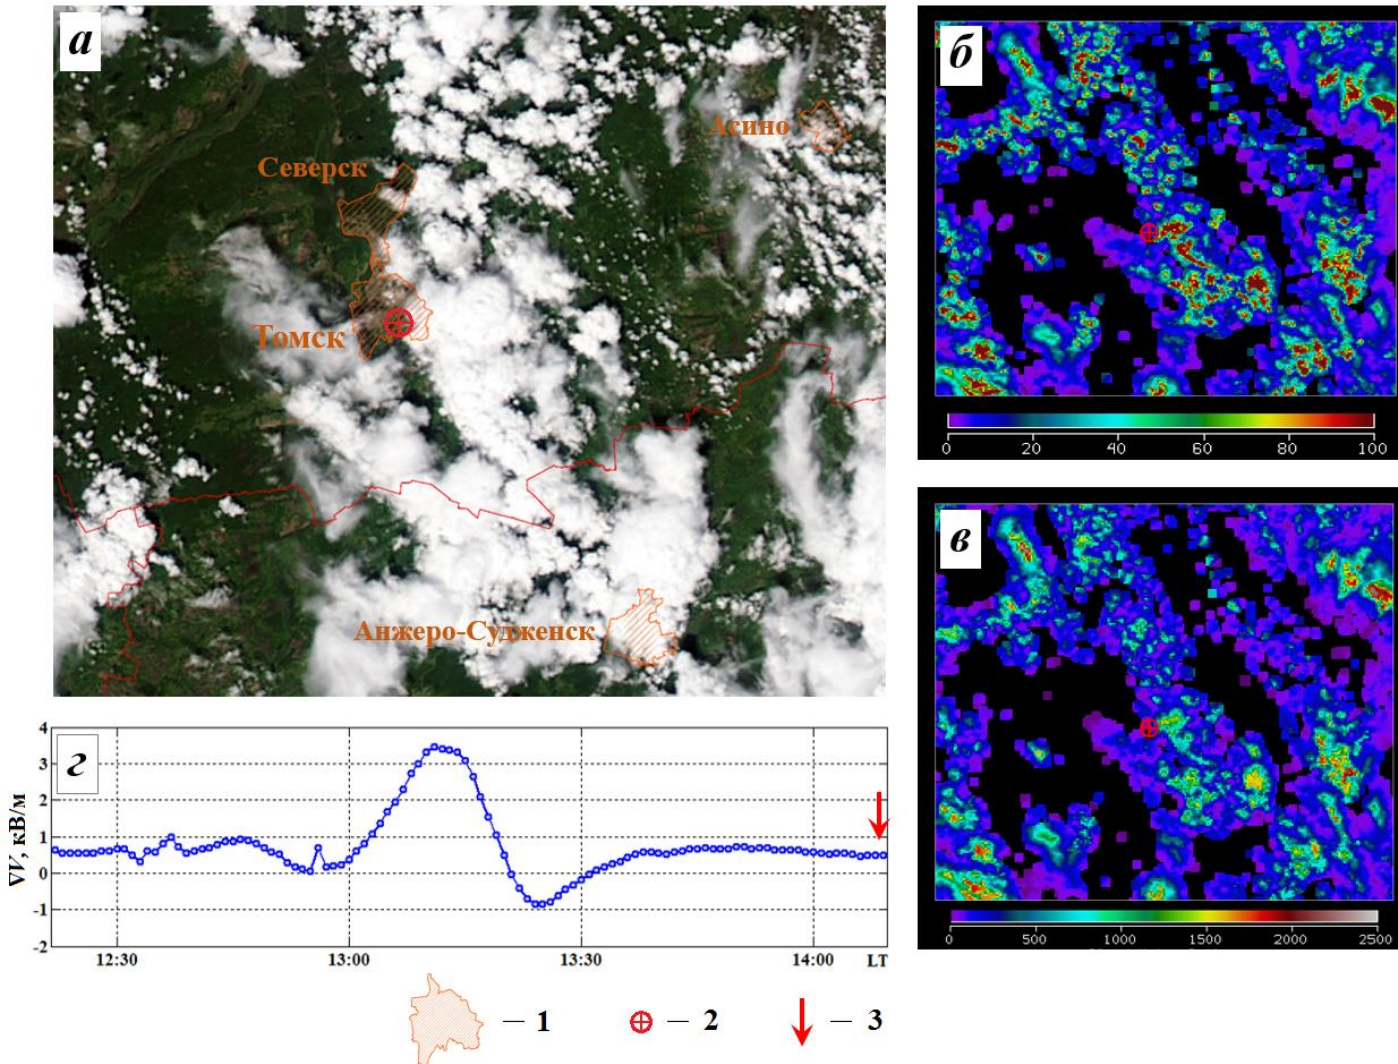 а
Асино
Северск
Томск
Анжеро-Судженск
б
0 20 40 60 80 100
в
0 500 1000 1500 2000 2500
г
VV, кВ/м
4
3
2
1
0
-1
-2
12:30 13:00 13:30 14:00 LT
— 1 — 2 — 3